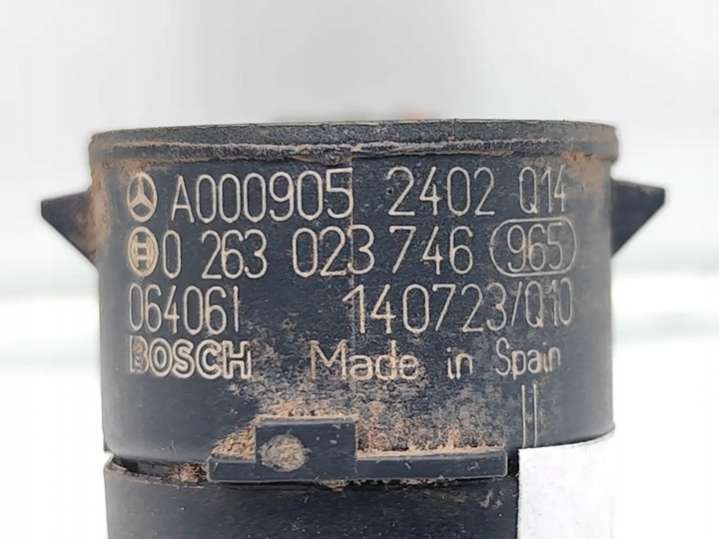 A000905 2402 Q14
0 263 023 746 965
064061 140723/Q10
BOSCH Made in Spain